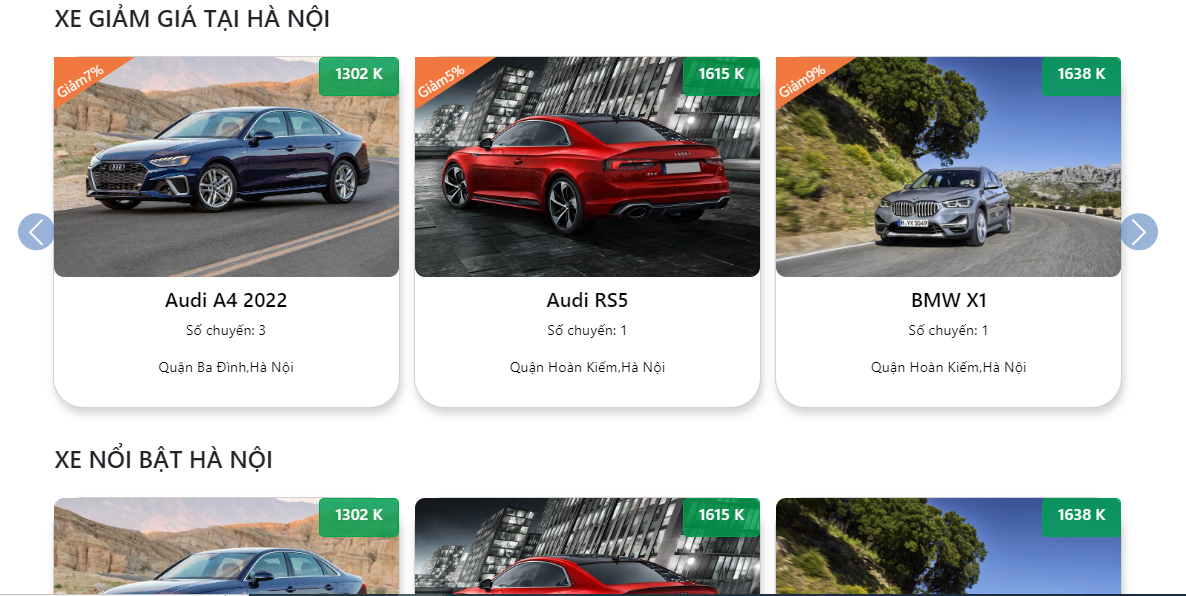 XE GIẢM GIÁ TẠI HÀ NỘI
Giảm7%
1302 K
Giảm5%
1615 K
Giảm9%
1638 K
Audi A4 2022
Số chuyến: 3
Quận Ba Đình,Hà Nội
Audi RS5
Số chuyến: 1
Quận Hoàn Kiếm,Hà Nội
BMW X1
Số chuyến: 1
Quận Hoàn Kiếm,Hà Nội
XE NỔI BẬT HÀ NỘI
1302 K
1615 K
1638 K